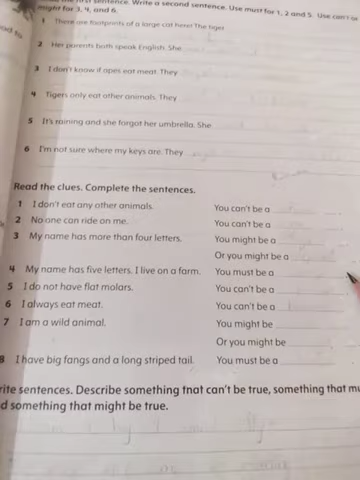 first sentence. Write a second sentence. Use must for 1, 2 and 5. Use can't or
might for 3, 4, and 6.
1 There are footprints of a large cat here! The tiger
2 Her parents both speak English. She
3 I don't know if apes eat meat. They
4 Tigers only eat other animals. They
5 It's raining and she forgot her umbrella. She
6 I'm not sure where my keys are. They
Read the clues. Complete the sentences.
1 I don't eat any other animals. You can't be a
2 No one can ride on me. You can't be a
3 My name has more than four letters. You might be a
Or you might be a
4 My name has five letters. I live on a farm. You must be a
5 I do not have flat molars. You can't be a
6 I always eat meat. You can't be a
7 I am a wild animal. You might be
Or you might be
8 I have big fangs and a long striped tail. You must be a
rite sentences. Describe something that can't be true, something that mu
d something that might be true.